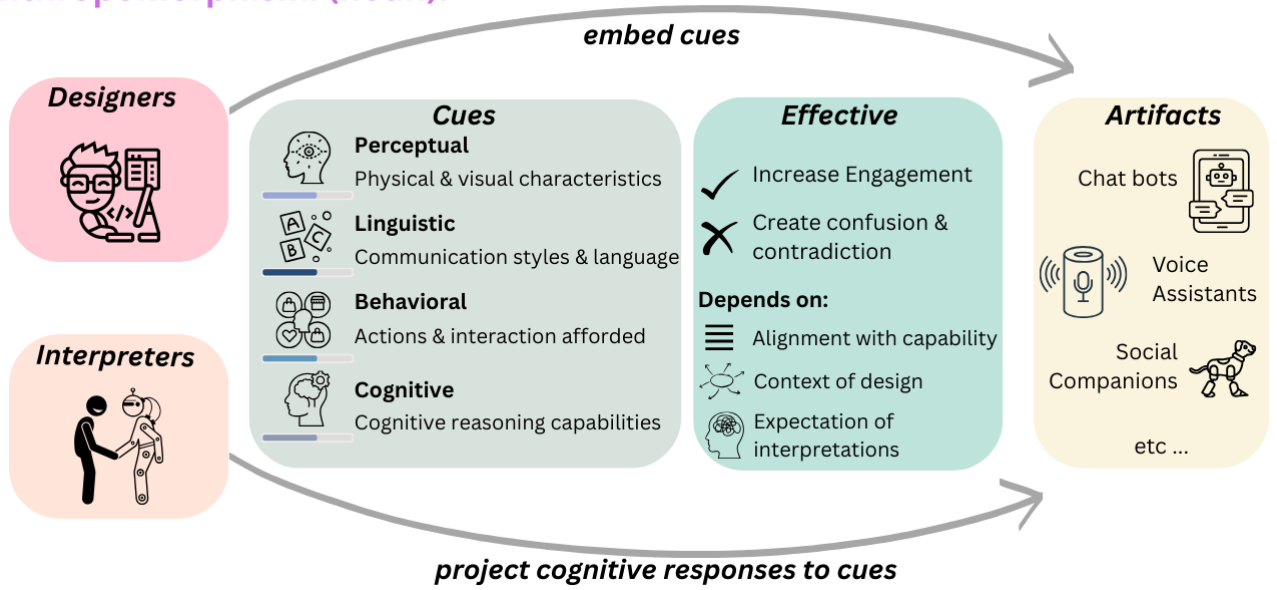 embed cues
Designers
Interpreters
Cues
Perceptual
Physical & visual characteristics
Linguistic
A
B
C
Communication styles & language
Behavioral
Actions & interaction afforded
Cognitive
Cognitive reasoning capabilities
Effective
Increase Engagement
Create confusion &
contradiction
Depends on:
Alignment with capability
Context of design
Expectation of
interpretations
Artifacts
Chat bots
Voice
Assistants
Social
Companions
etc ...
</>
project cognitive responses to cues